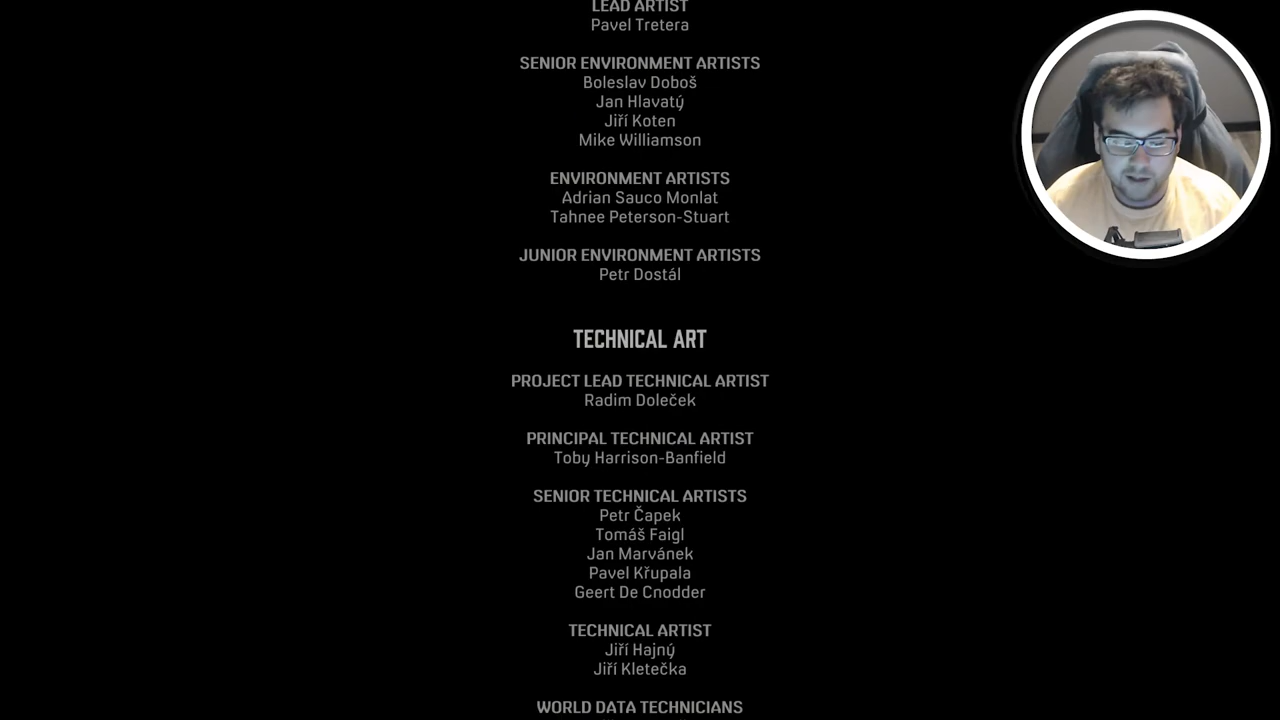 LEAD ARTIST
Pavel Tretera
SENIOR ENVIRONMENT ARTISTS
Boleslav Doboš
Jan Hlavatý
Jiří Koten
Mike Williamson
ENVIRONMENT ARTISTS
Adrian Sauco Monlat
Tahnee Peterson-Stuart
JUNIOR ENVIRONMENT ARTISTS
Petr Dostál
TECHNICAL ART
PROJECT LEAD TECHNICAL ARTIST
Radim Doleček
PRINCIPAL TECHNICAL ARTIST
Toby Harrison-Banfield
SENIOR TECHNICAL ARTISTS
Petr Čapek
Tomáš Faigl
Jan Marvánek
Pavel Křupala
Geert De Cnodder
TECHNICAL ARTIST
Jiří Hajný
Jiří Kletečka
WORLD DATA TECHNICIANS